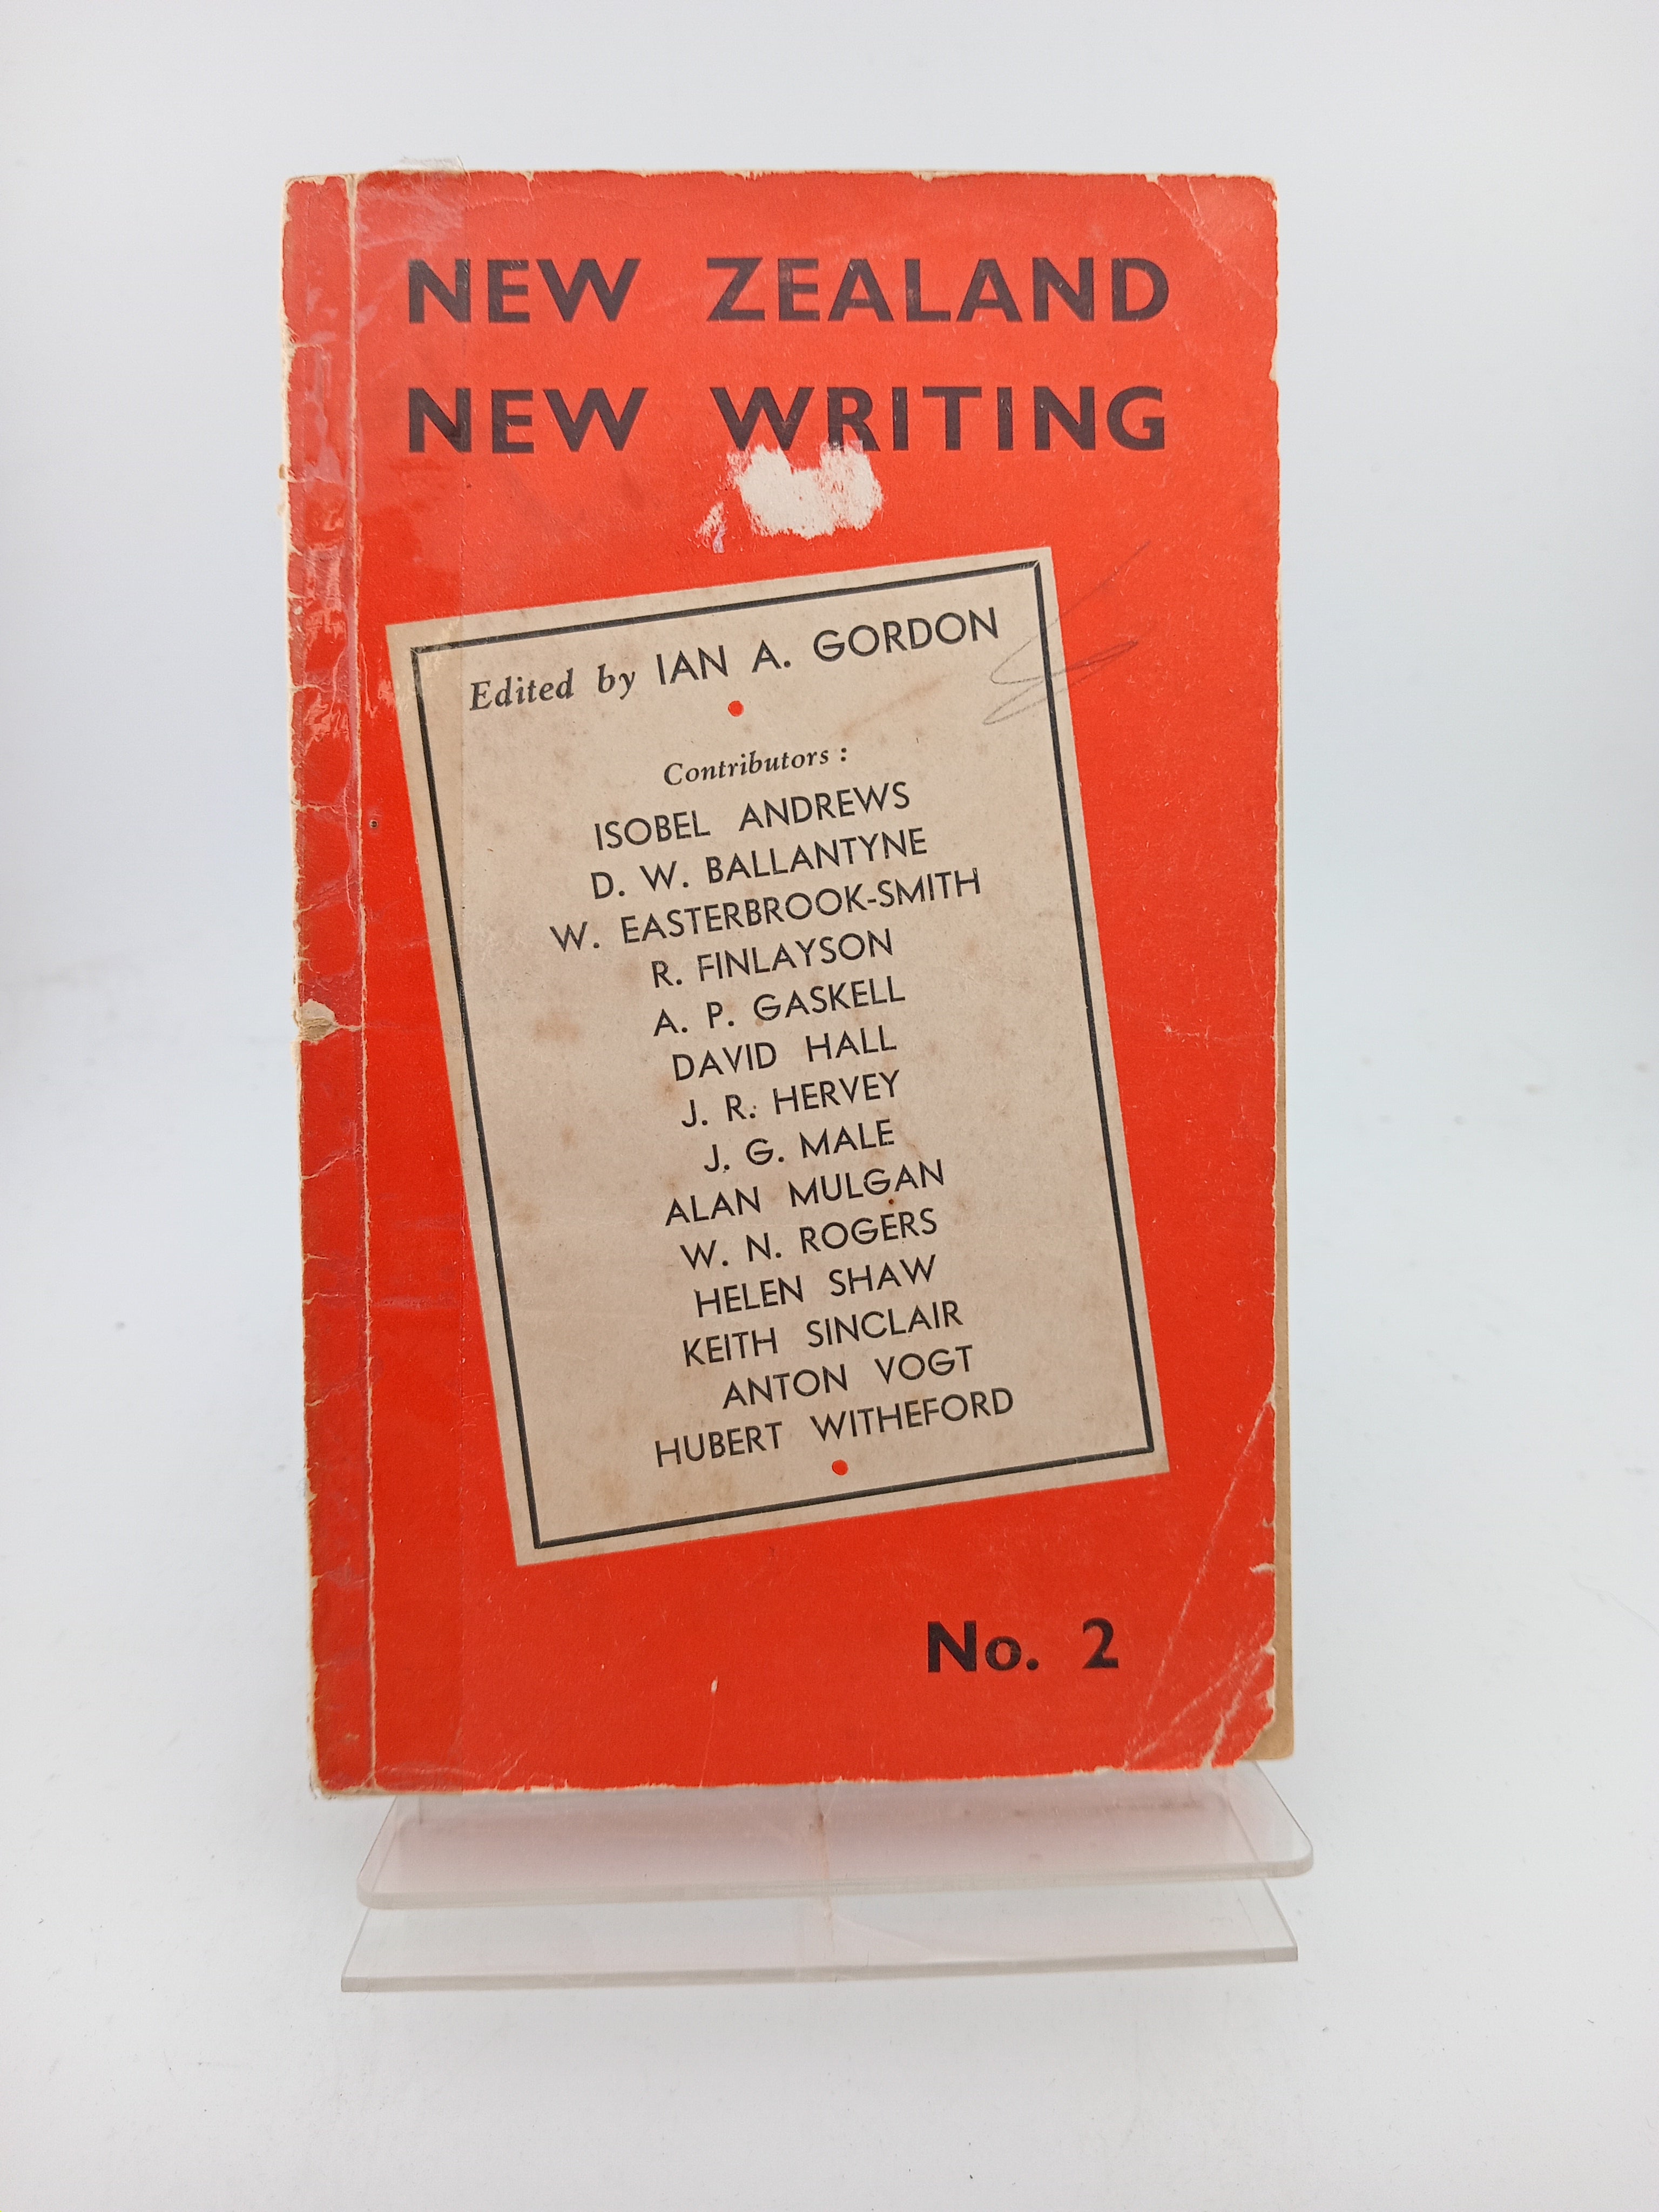 NEW ZEALAND
NEW WRITING
Edited by IAN A. GORDON
Contributors :
ISOBEL ANDREWS
D. W. BALLANTYNE
W. EASTERBROOK-SMITH
R. FINLAYSON
A. P. GASKELL
DAVID HALL
J. R. HERVEY
J. G. MALE
ALAN MULGAN
W. N. ROGERS
HELEN SHAW
KEITH SINCLAIR
ANTON VOGT
HUBERT WITHEFORD
No. 2